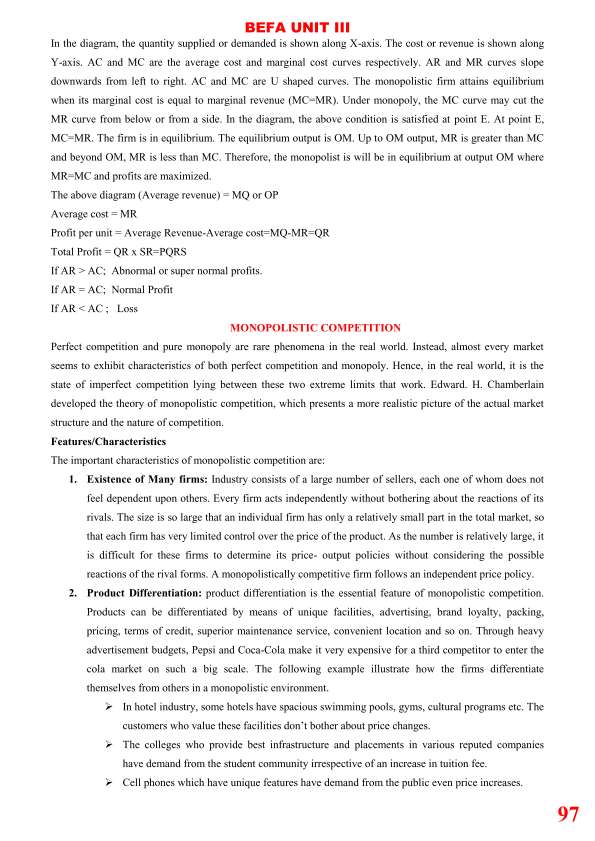 BEFA UNIT III
In the diagram, the quantity supplied or demanded is shown along X-axis. The cost or revenue is shown along
Y-axis. AC and MC are the average cost and marginal cost curves respectively. AR and MR curves slope
downwards from left to right. AC and MC are U shaped curves. The monopolistic firm attains equilibrium
when its marginal cost is equal to marginal revenue (MC=MR). Under monopoly, the MC curve may cut the
MR curve from below or from a side. In the diagram, the above condition is satisfied at point E. At point E,
MC=MR. The firm is in equilibrium. The equilibrium output is OM. Up to OM output, MR is greater than MC
and beyond OM, MR is less than MC. Therefore, the monopolist is will be in equilibrium at output OM where
MR=MC and profits are maximized.
The above diagram (Average revenue) = MQ or OP
Average cost = MR
Profit per unit = Average Revenue-Average cost=MQ-MR=QR
Total Profit = QR x SR=PQRS
If AR > AC; Abnormal or super normal profits.
If AR = AC; Normal Profit
If AR < AC ; Loss
MONOPOLISTIC COMPETITION
Perfect competition and pure monopoly are rare phenomena in the real world. Instead, almost every market
seems to exhibit characteristics of both perfect competition and monopoly. Hence, in the real world, it is the
state of imperfect competition lying between these two extreme limits that work. Edward. H. Chamberlain
developed the theory of monopolistic competition, which presents a more realistic picture of the actual market
structure and the nature of competition.
Features/Characteristics
The important characteristics of monopolistic competition are:
1. Existence of Many firms: Industry consists of a large number of sellers, each one of whom does not
feel dependent upon others. Every firm acts independently without bothering about the reactions of its
rivals. The size is so large that an individual firm has only a relatively small part in the total market, so
that each firm has very limited control over the price of the product. As the number is relatively large, it
is difficult for these firms to determine its price- output policies without considering the possible
reactions of the rival forms. A monopolistically competitive firm follows an independent price policy.
2. Product Differentiation: product differentiation is the essential feature of monopolistic competition.
Products can be differentiated by means of unique facilities, advertising, brand loyalty, packing,
pricing, terms of credit, superior maintenance service, convenient location and so on. Through heavy
advertisement budgets, Pepsi and Coca-Cola make it very expensive for a third competitor to enter the
cola market on such a big scale. The following example illustrate how the firms differentiate
themselves from others in a monopolistic environment.
➢ In hotel industry, some hotels have spacious swimming pools, gyms, cultural programs etc. The
customers who value these facilities don’t bother about price changes.
➢ The colleges who provide best infrastructure and placements in various reputed companies
have demand from the student community irrespective of an increase in tuition fee.
➢ Cell phones which have unique features have demand from the public even price increases.
97